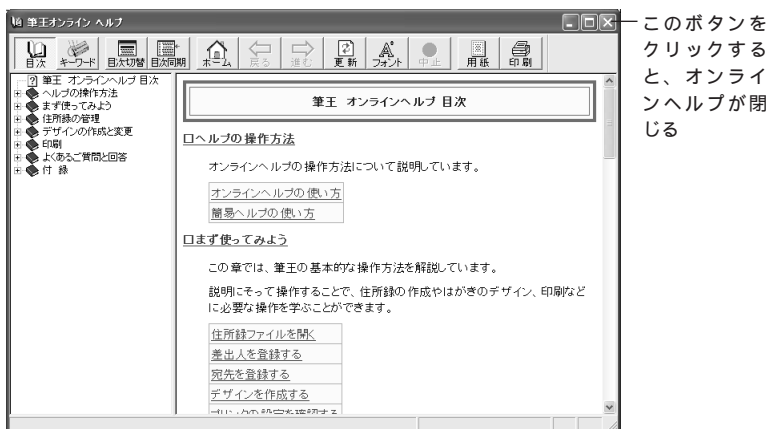 筆王オンライン ヘルプ
目次 キーワード 目次切替 目次同期 ホーム 戻る 進む 更新 フォント 中止 用紙 印刷
筆王 オンラインヘルプ 目次
ヘルプの操作方法
まず使ってみよう
住所録の管理
デザインの作成と変更
印刷
よくあるご質問と回答
付 録
筆王 オンラインヘルプ 目次
□ヘルプの操作方法
オンラインヘルプの操作方法について説明しています。
オンラインヘルプの使い方
簡易ヘルプの使い方
□まず使ってみよう
この章では、筆王の基本的な操作方法を解説しています。
説明にそって操作することで、住所録の作成やはがきのデザイン、印刷など
に必要な操作を学ぶことができます。
住所録ファイルを開く
差出人を登録する
宛先を登録する
デザインを作成する
このボタンを
クリックする
と、オンライ
ンヘルプが閉
じる